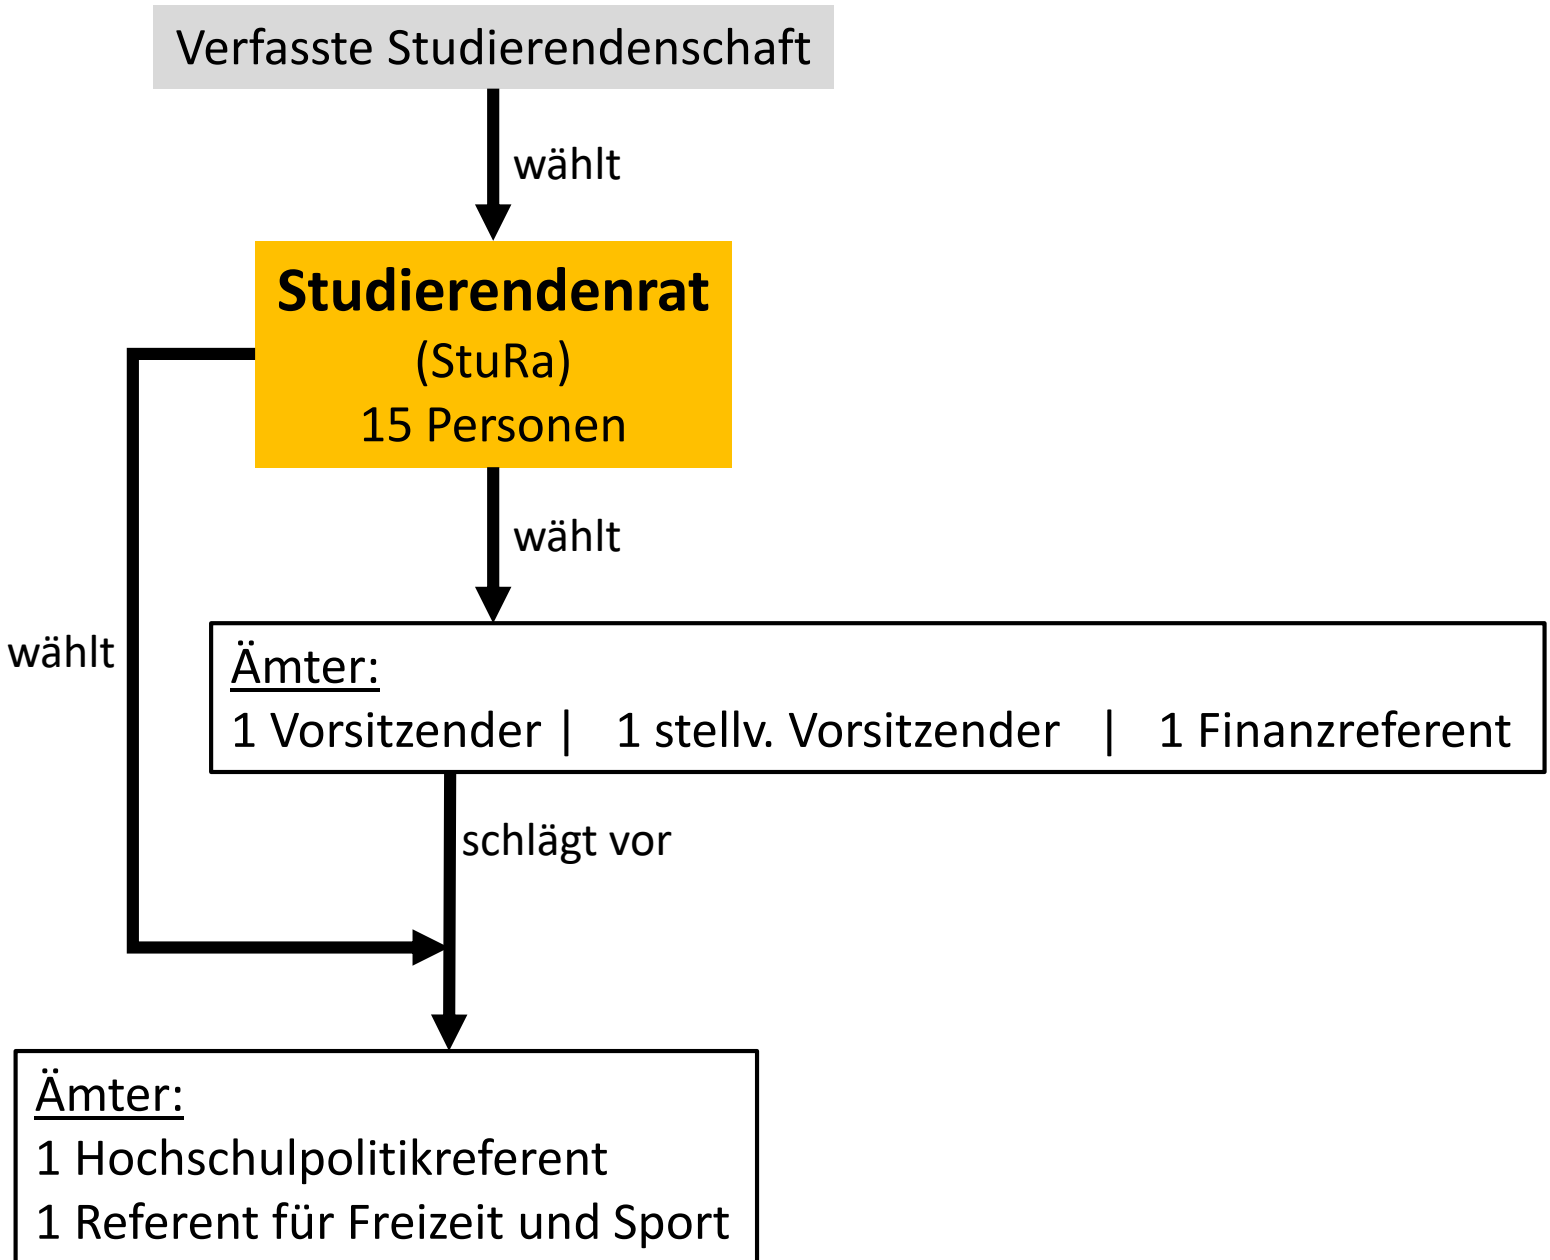 Verfasste Studierendenschaft
wählt
Studierendenrat
(StuRa)
15 Personen
wählt
wählt
Ämter:
1 Vorsitzender | 1 stellv. Vorsitzender | 1 Finanzreferent
schlägt vor
Ämter:
1 Hochschulpolitikreferent
1 Referent für Freizeit und Sport